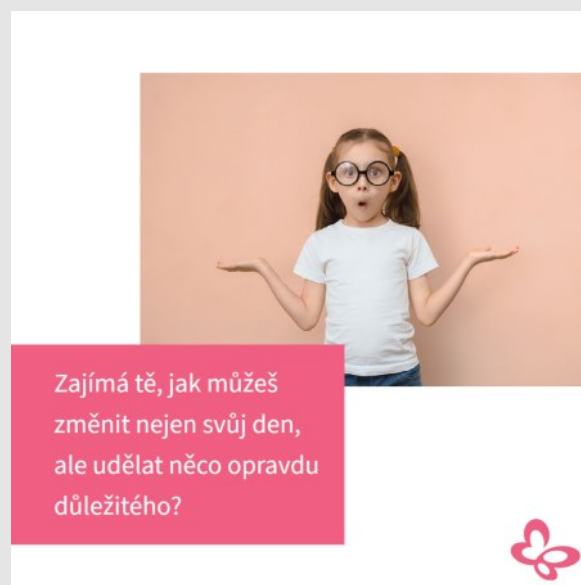 Zajímá tě, jak můžeš
změnit nejen svůj den,
ale udělat něco opravdu
důležitého?